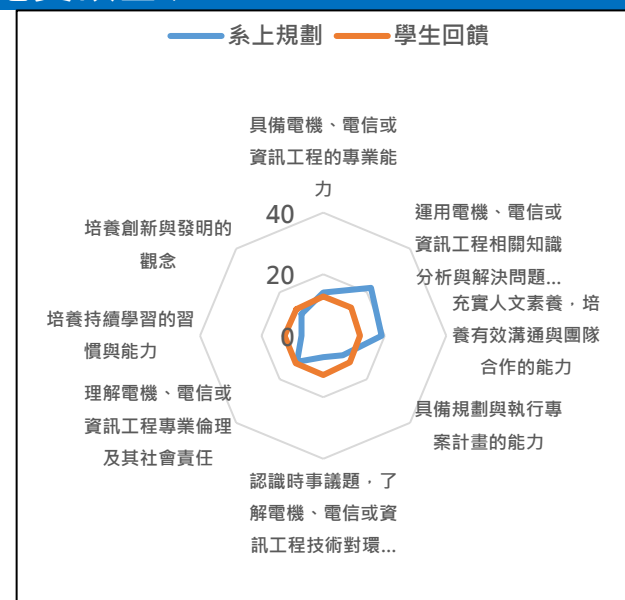 系上規劃 學生回饋
具備電機、電信或
資訊工程的專業能
力
運用電機、電信或
資訊工程相關知識
分析與解決問題...
充實人文素養，培
養有效溝通與團隊
合作的能力
具備規劃與執行專
案計畫的能力
認識時事議題，了
解電機、電信或資
訊工程技術對環...
理解電機、電信或
資訊工程專業倫理
及其社會責任
培養持續學習的習
慣與能力
培養創新與發明的
觀念
40
20
0